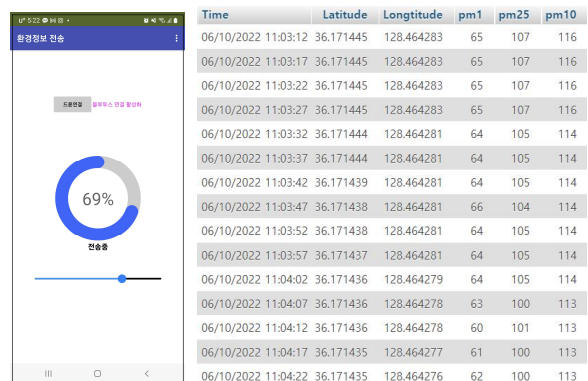 5:22
환경정보 전송
드론연결 블루투스 연결 활성화
69%
전송중
Time Latitude Longtitude pm1 pm25 pm10
06/10/2022 11:03:12 36.171445 128.464283 65 107 116
06/10/2022 11:03:17 36.171445 128.464283 65 107 116
06/10/2022 11:03:22 36.171445 128.464283 65 107 116
06/10/2022 11:03:27 36.171445 128.464283 65 107 116
06/10/2022 11:03:32 36.171444 128.464281 64 105 114
06/10/2022 11:03:37 36.171444 128.464281 64 105 114
06/10/2022 11:03:42 36.171439 128.464281 64 105 114
06/10/2022 11:03:47 36.171438 128.464281 66 104 114
06/10/2022 11:03:52 36.171438 128.464281 64 105 114
06/10/2022 11:03:57 36.171437 128.464281 64 105 114
06/10/2022 11:04:02 36.171436 128.464279 64 105 114
06/10/2022 11:04:07 36.171436 128.464278 63 100 113
06/10/2022 11:04:12 36.171436 128.464278 60 101 113
06/10/2022 11:04:17 36.171435 128.464277 61 100 113
06/10/2022 11:04:22 36.171435 128.464276 62 100 113